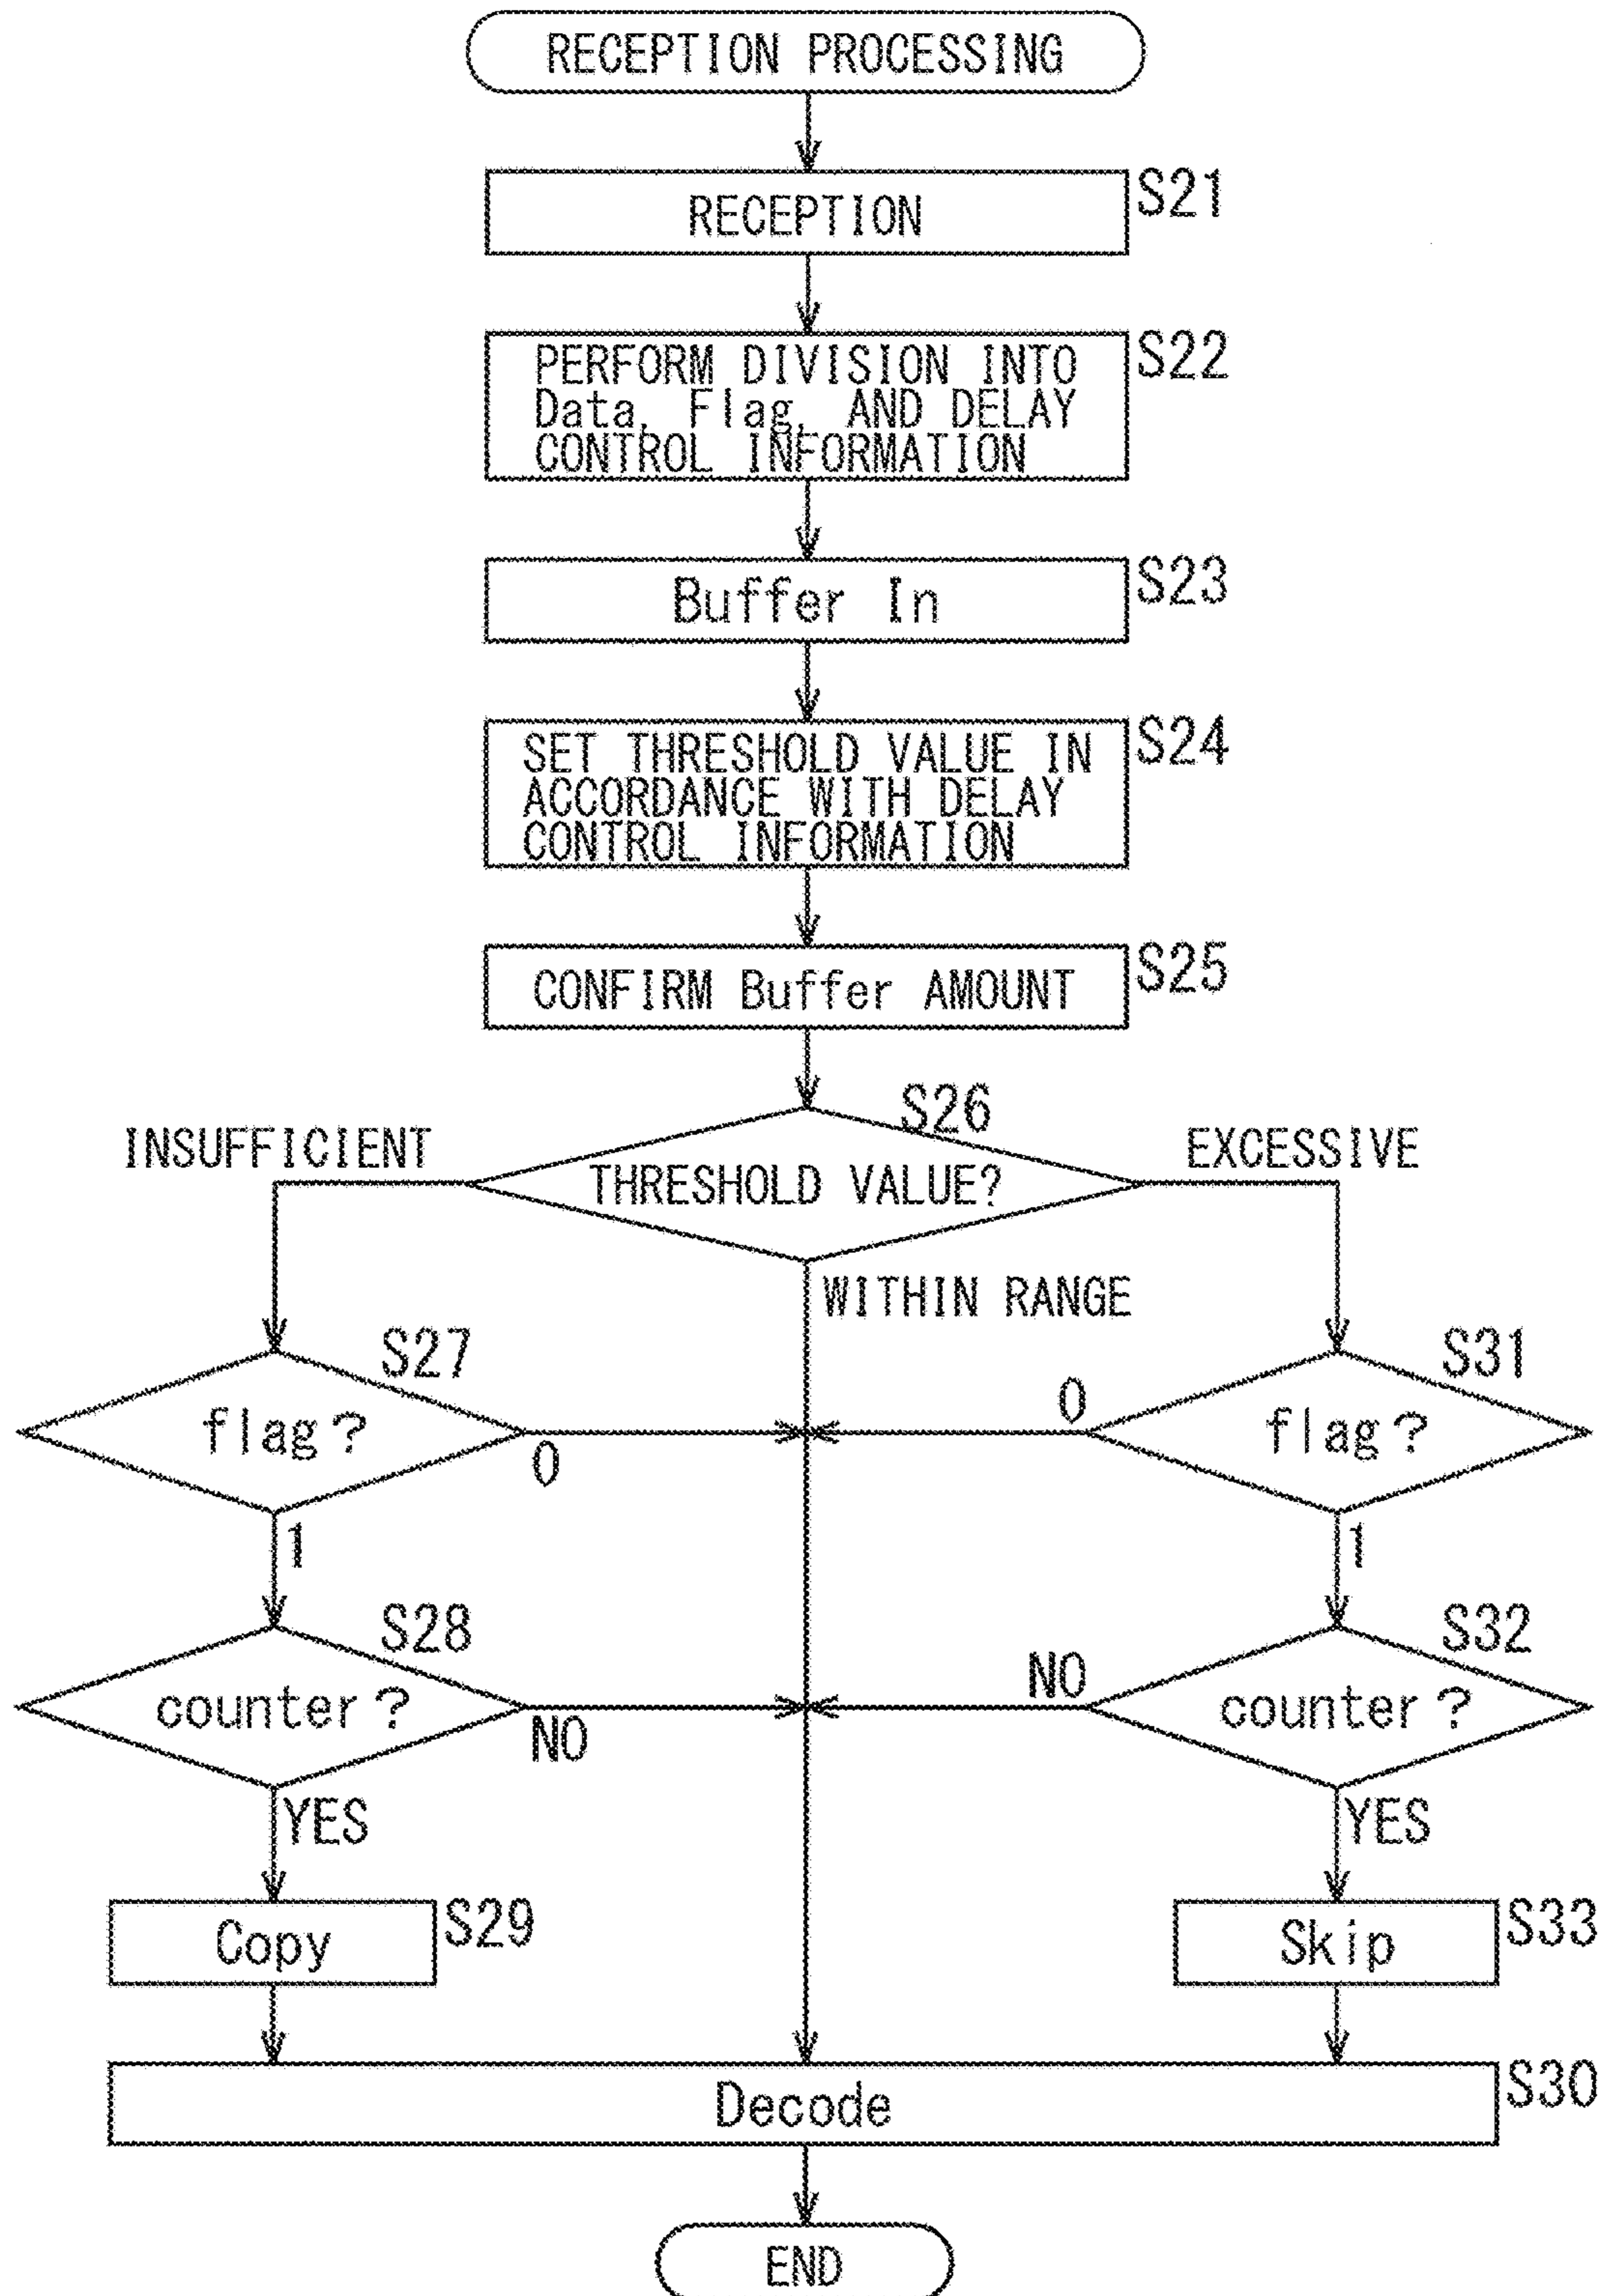 RECEPTION PROCESSING
RECEPTION
S21
PERFORM DIVISION INTO
Data, Flag, AND DELAY
CONTROL INFORMATION
S22
Buffer In
S23
SET THRESHOLD VALUE IN
ACCORDANCE WITH DELAY
CONTROL INFORMATION
S24
CONFIRM Buffer AMOUNT
S25
S26
INSUFFICIENT
THRESHOLD VALUE?
EXCESSIVE
WITHIN RANGE
S27
flag?
0
1
S31
flag?
0
1
S28
counter?
NO
YES
S32
counter?
NO
YES
Copy
S29
Skip
S33
Decode
S30
END